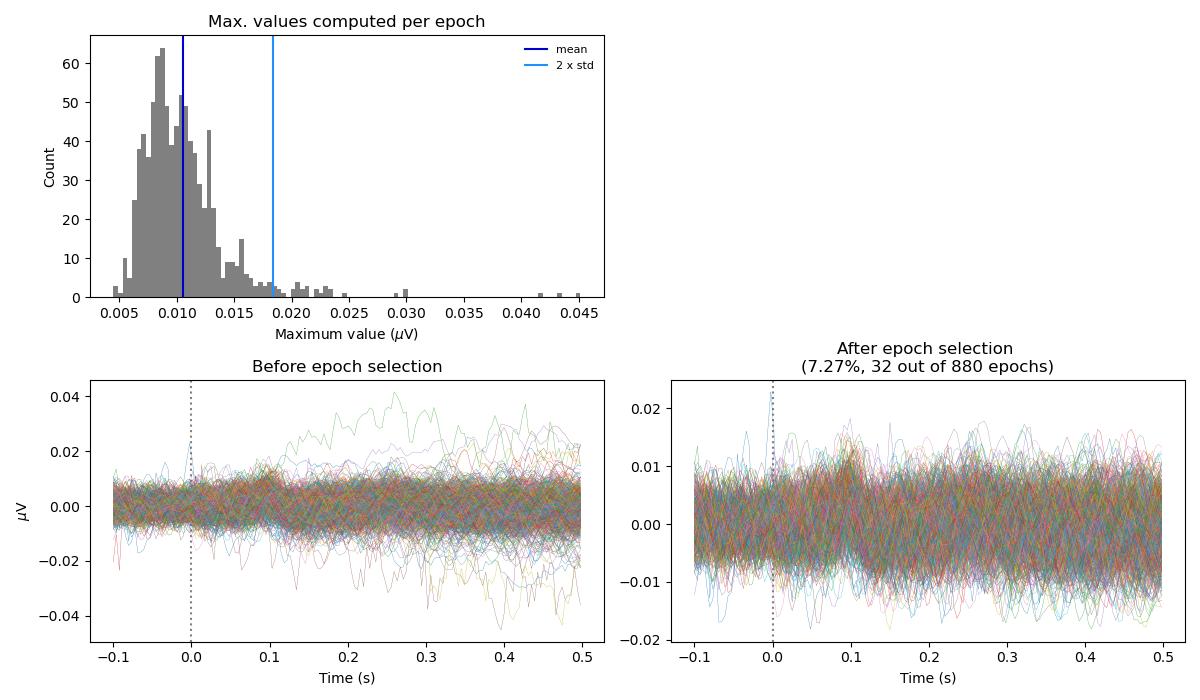 Max. values computed per epoch
mean
2 x std
Count
60
50
40
30
20
10
0
0.005 0.010 0.015 0.020 0.025 0.030 0.035 0.040 0.045
Maximum value (μV)
Before epoch selection
μV
0.04
0.02
0.00
−0.02
−0.04
−0.1 0.0 0.1 0.2 0.3 0.4 0.5
Time (s)
After epoch selection
(7.27%, 32 out of 880 epochs)
0.02
0.01
0.00
−0.01
−0.02
−0.1 0.0 0.1 0.2 0.3 0.4 0.5
Time (s)